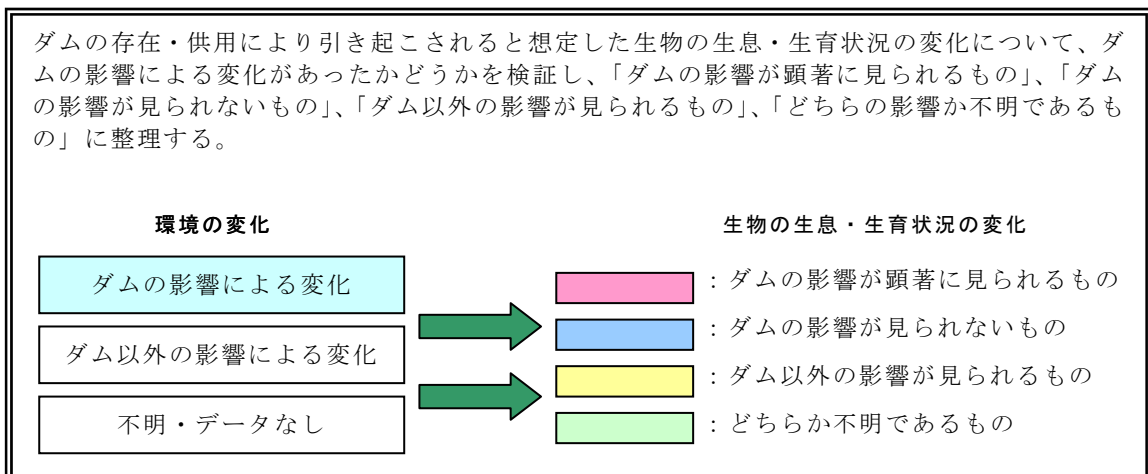 ダムの存在・供用により引き起こされると想定した生物の生息・生育状況の変化について、ダ
ムの影響による変化があったかどうかを検証し、「ダムの影響が顕著に見られるもの」、「ダム
の影響が見られないもの」、「ダム以外の影響が見られるもの」、「どちらの影響か不明であるも
の」に整理する。
環境の変化
ダムの影響による変化
ダム以外の影響による変化
不明・データなし
生物の生息・生育状況の変化
：ダムの影響が顕著に見られるもの
：ダムの影響が見られないもの
：ダム以外の影響が見られるもの
：どちらか不明であるもの